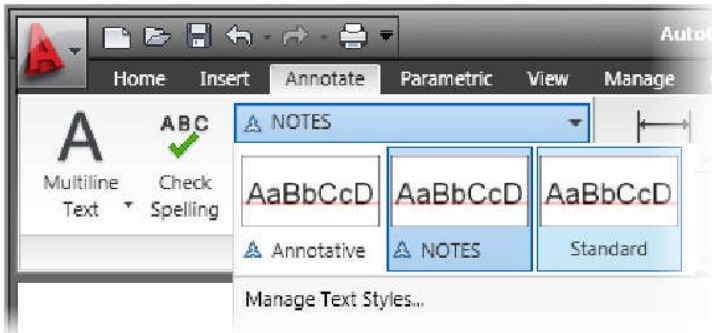 Auto
Home Insert Annotate Parametric View Manage
A
ABC
NOTES
Multiline Text
Check Spelling
AaBbCcD AaBbCcD AaBbCcD
Annotative NOTES Standard
Manage Text Styles...